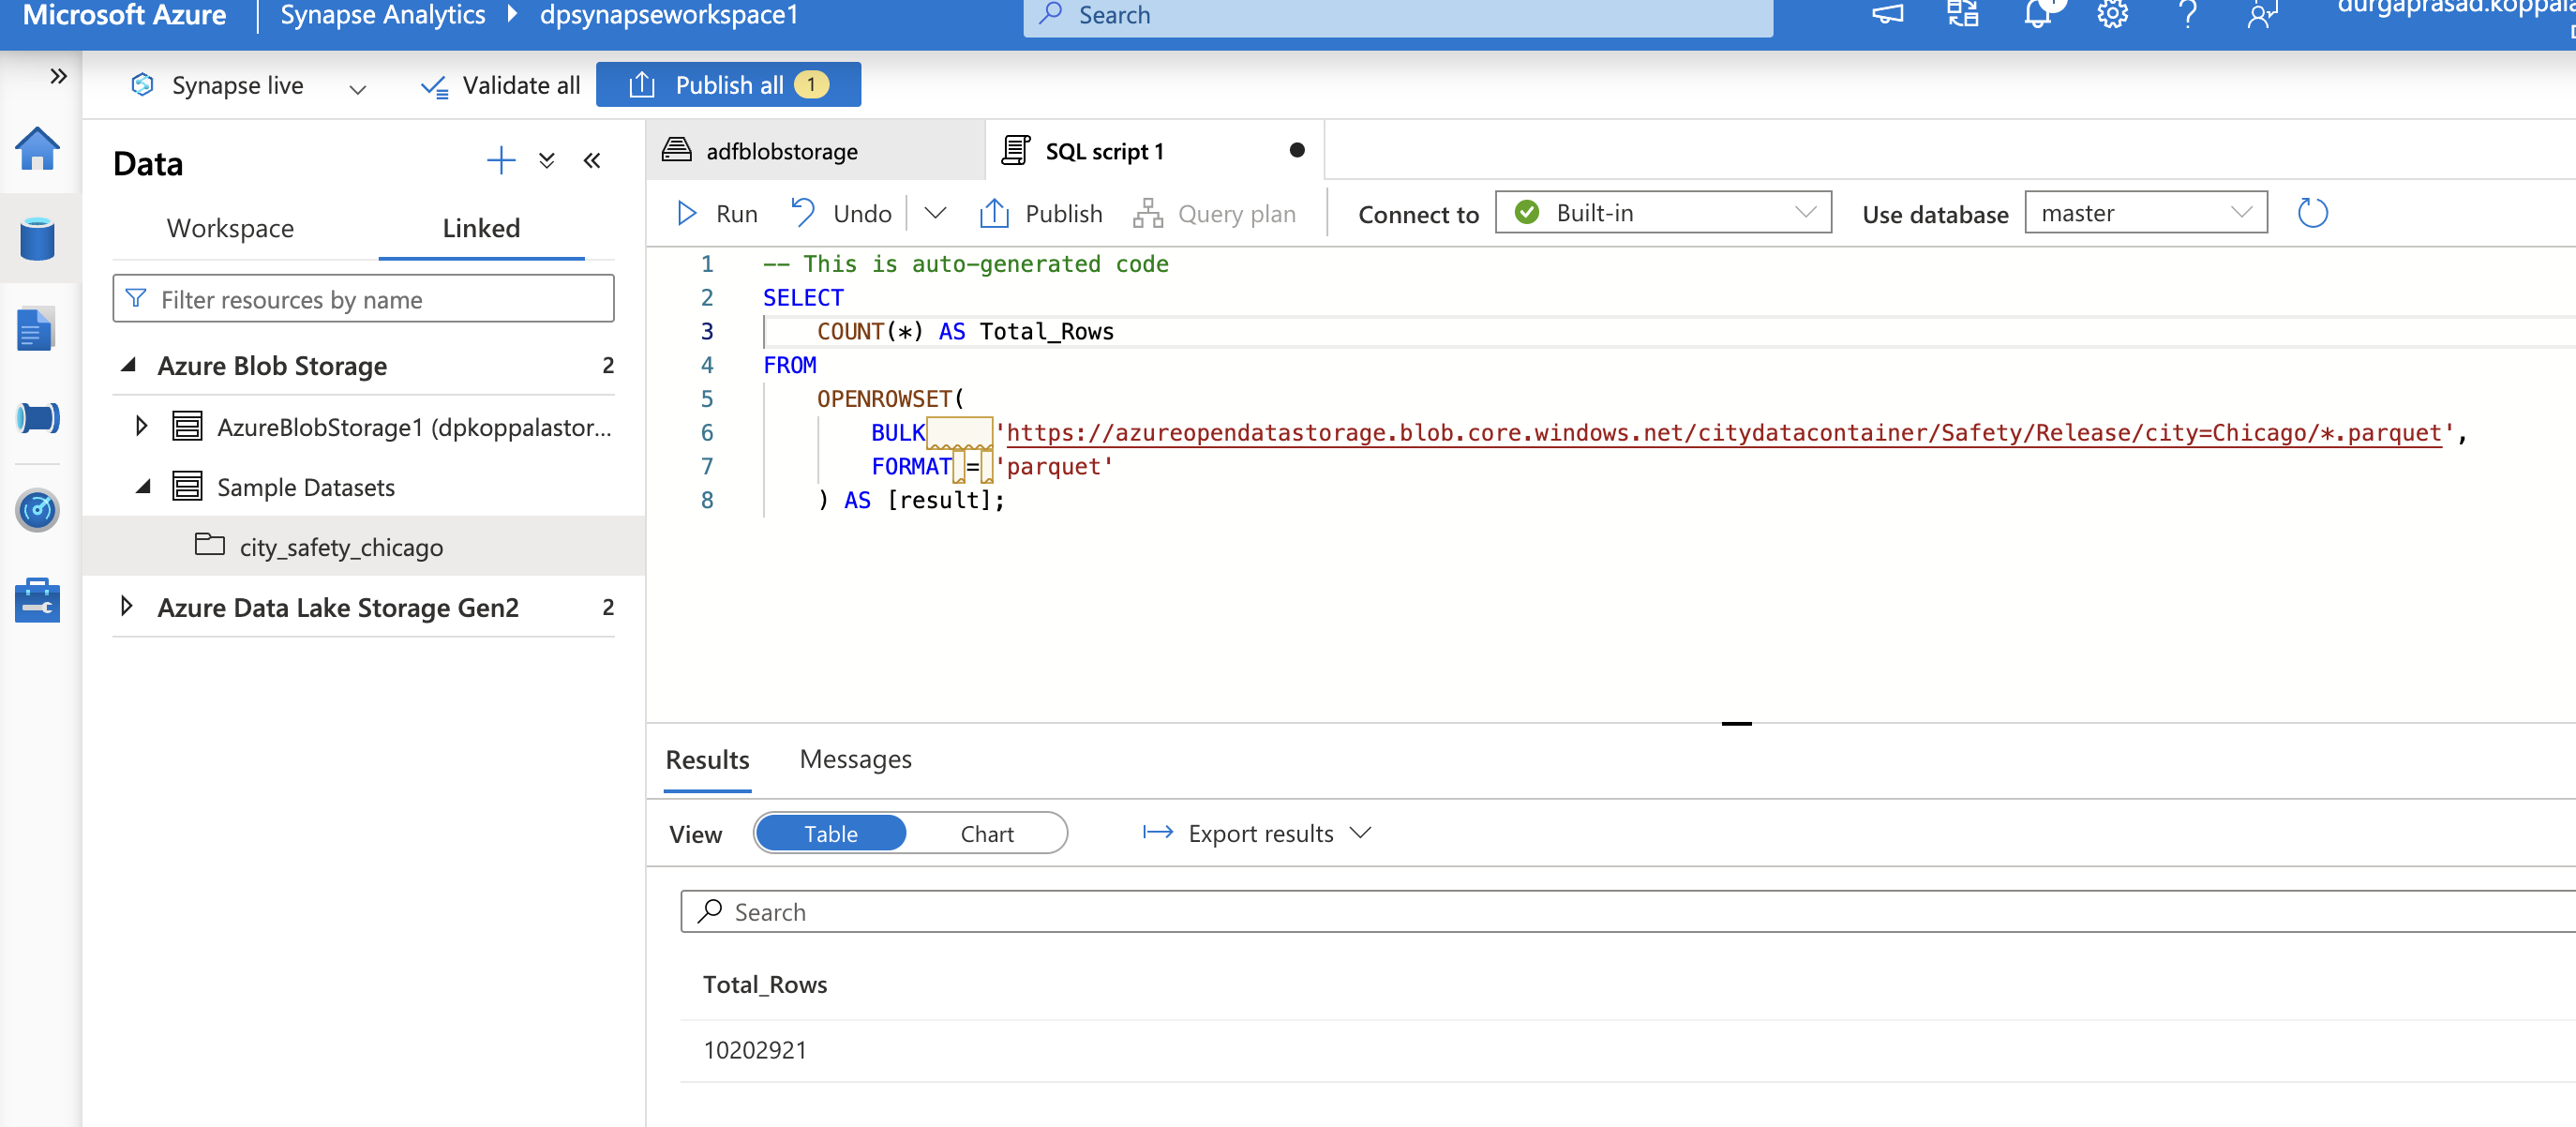 Microsoft Azure
Synapse Analytics
dpsynapseworkspace1
Search
Synapse live
Validate all
Publish all 1
Data
Workspace
Linked
Filter resources by name
Azure Blob Storage 2
AzureBlobStorage1 (dpkoppalastor...
Sample Datasets
city_safety_chicago
Azure Data Lake Storage Gen2 2
adfblobstorage
SQL script 1
Run
Undo
Publish
Query plan
Connect to
Built-in
Use database
master
1 -- This is auto-generated code
2 SELECT
3 COUNT(*) AS Total_Rows
4 FROM
5 OPENROWSET(
6 BULK 'https://azureopendatastorage.blob.core.windows.net/citydatacontainer/Safety/Release/city=Chicago/*.parquet',
7 FORMAT = 'parquet'
8 ) AS [result];
Results
Messages
View
Table
Chart
Export results
Search
Total_Rows
10202921